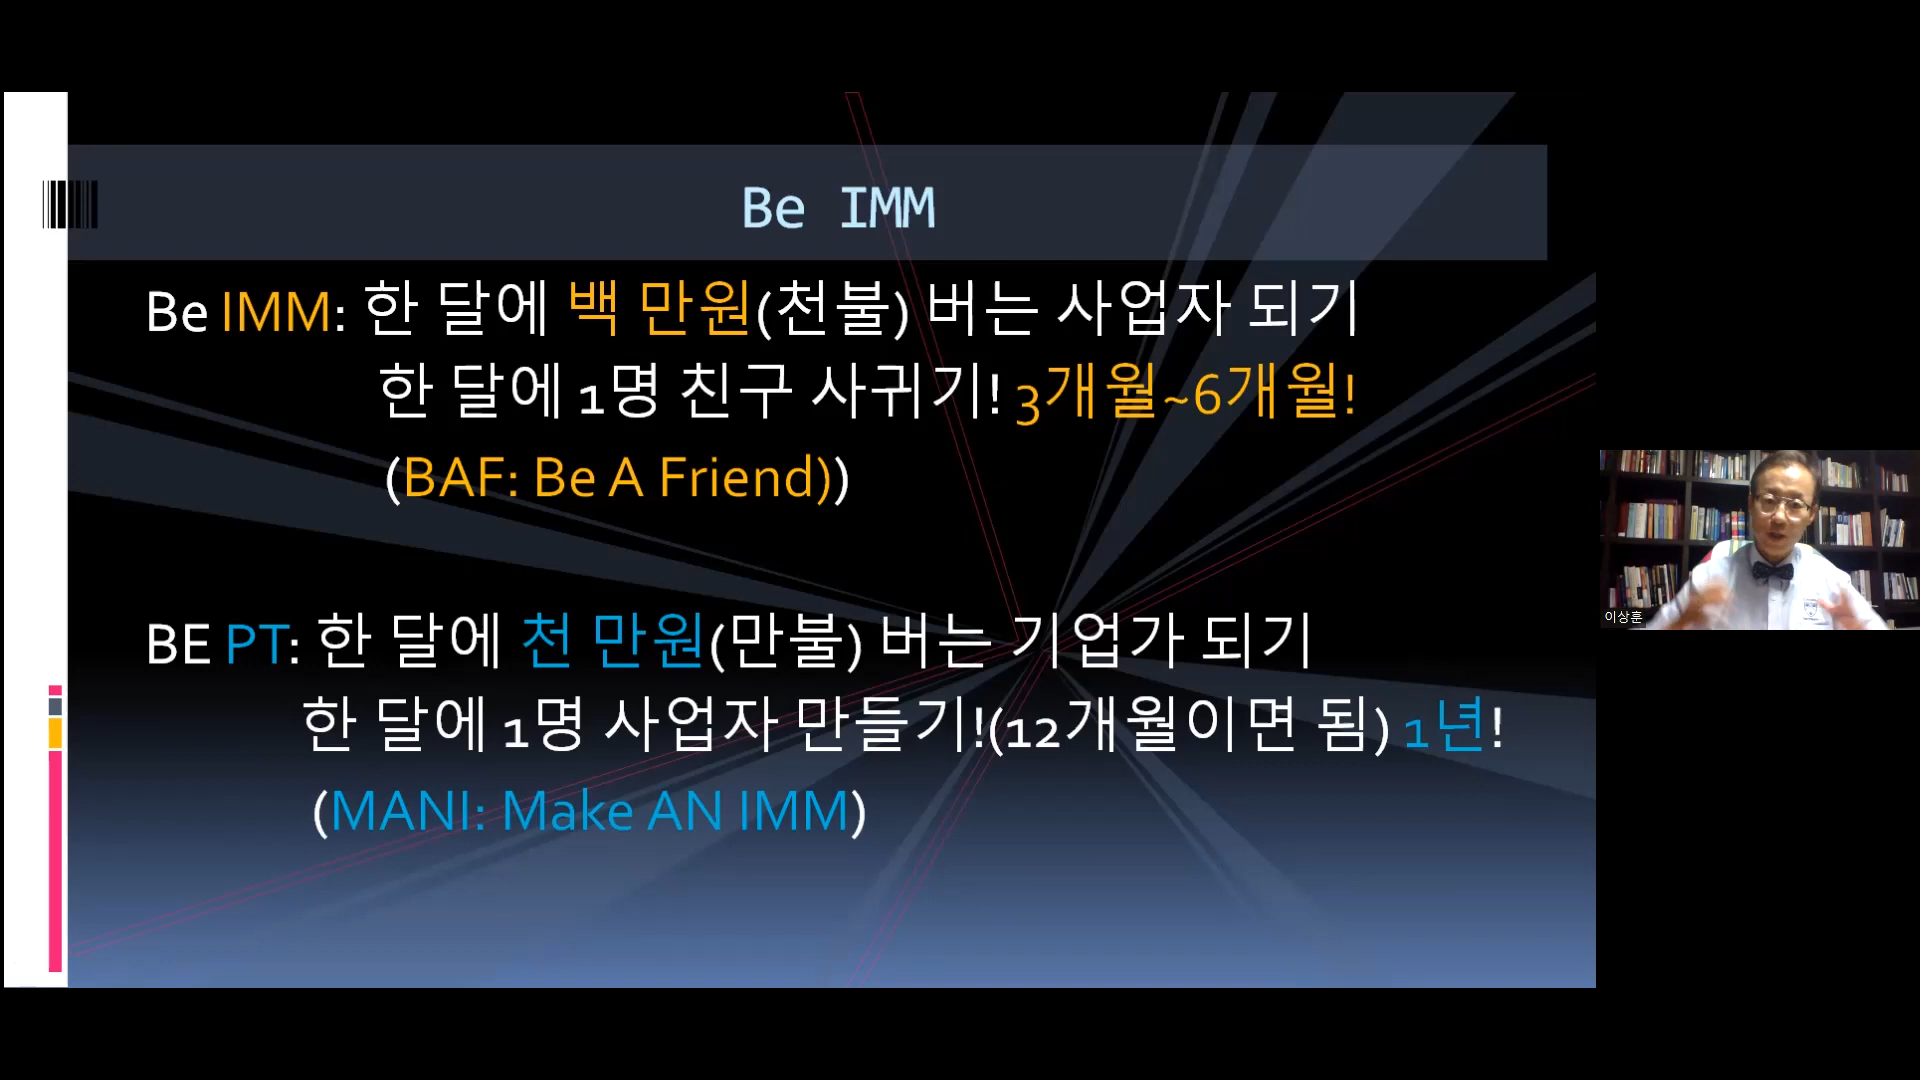 Be IMM
Be IMM: 한 달에 백 만원(천불) 버는 사업자 되기
한 달에 1명 친구 사귀기! 3개월~6개월!
(BAF: Be A Friend))
BE PT: 한 달에 천 만원(만불) 버는 기업가 되기
한 달에 1명 사업자 만들기!(12개월이면 됨) 1년!
(MANI: Make AN IMM)
이상훈